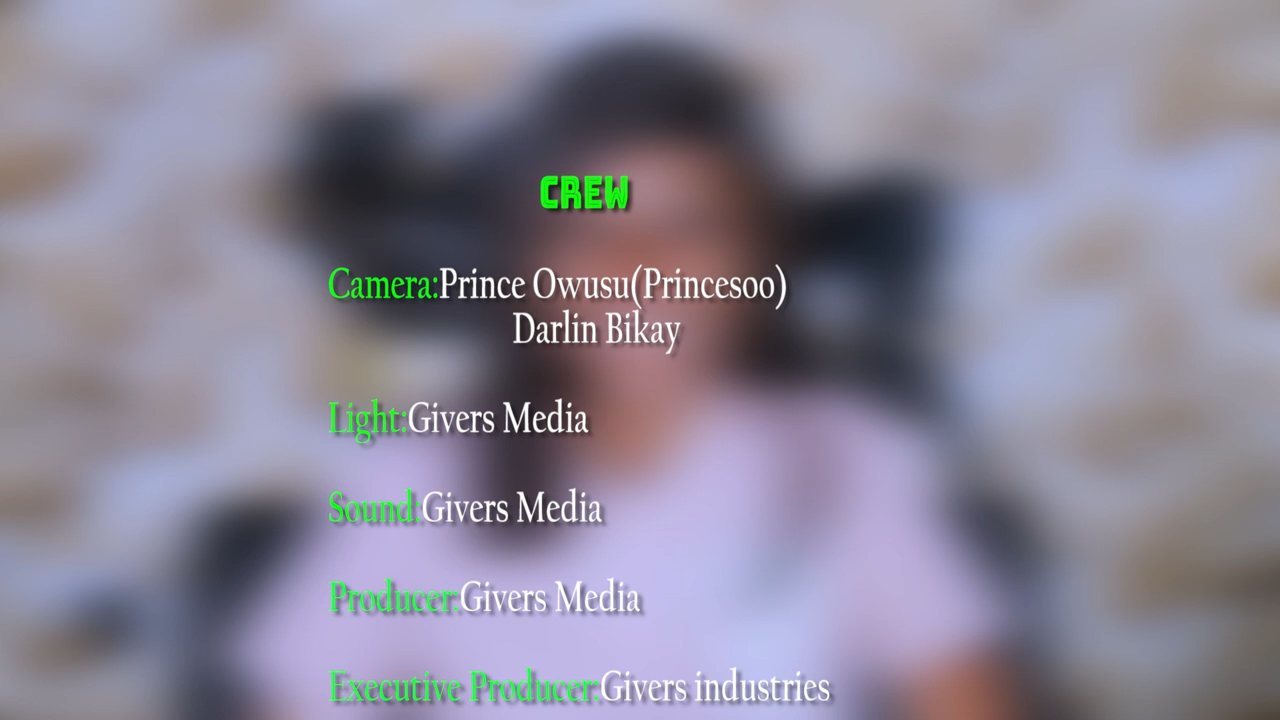 CREW
Camera:Prince Owusu(Princesoo)
Darlin Bikay
Light:Givers Media
Sound:Givers Media
Producer:Givers Media
Executive Producer:Givers industries